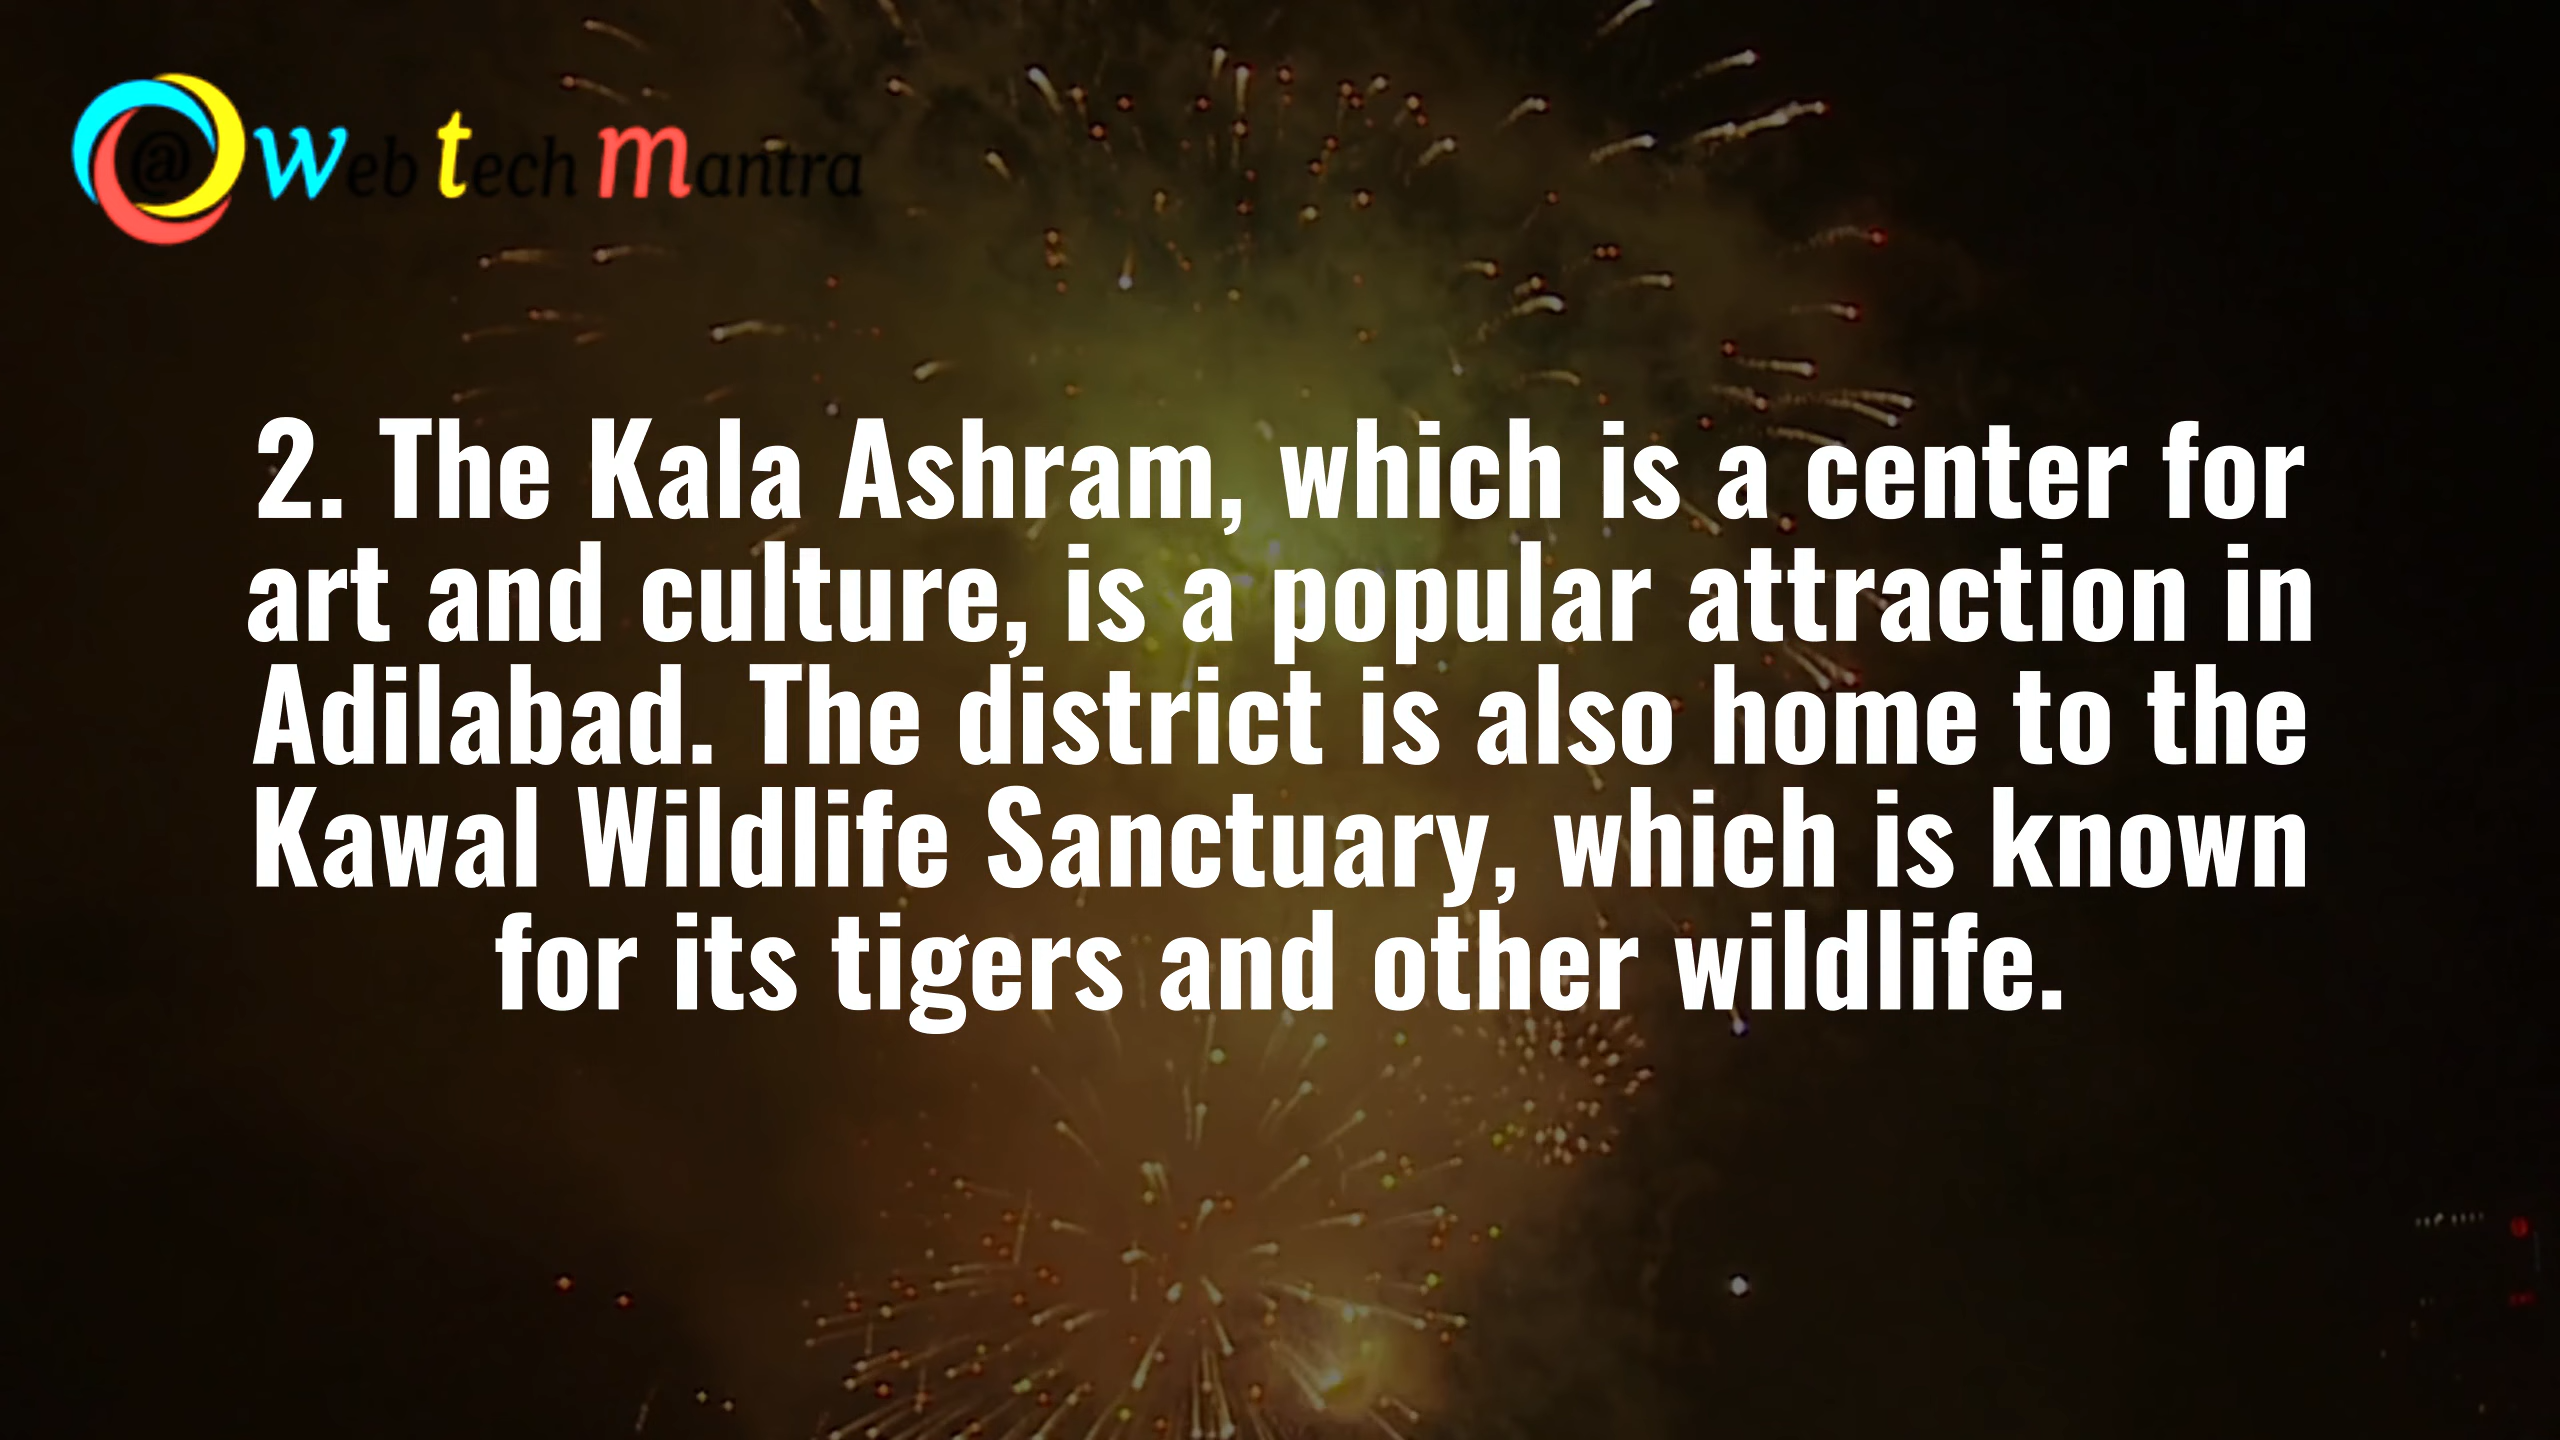 @ Web tech Mantra
2. The Kala Ashram, which is a center for
art and culture, is a popular attraction in
Adilabad. The district is also home to the
Kawal Wildlife Sanctuary, which is known
for its tigers and other wildlife.